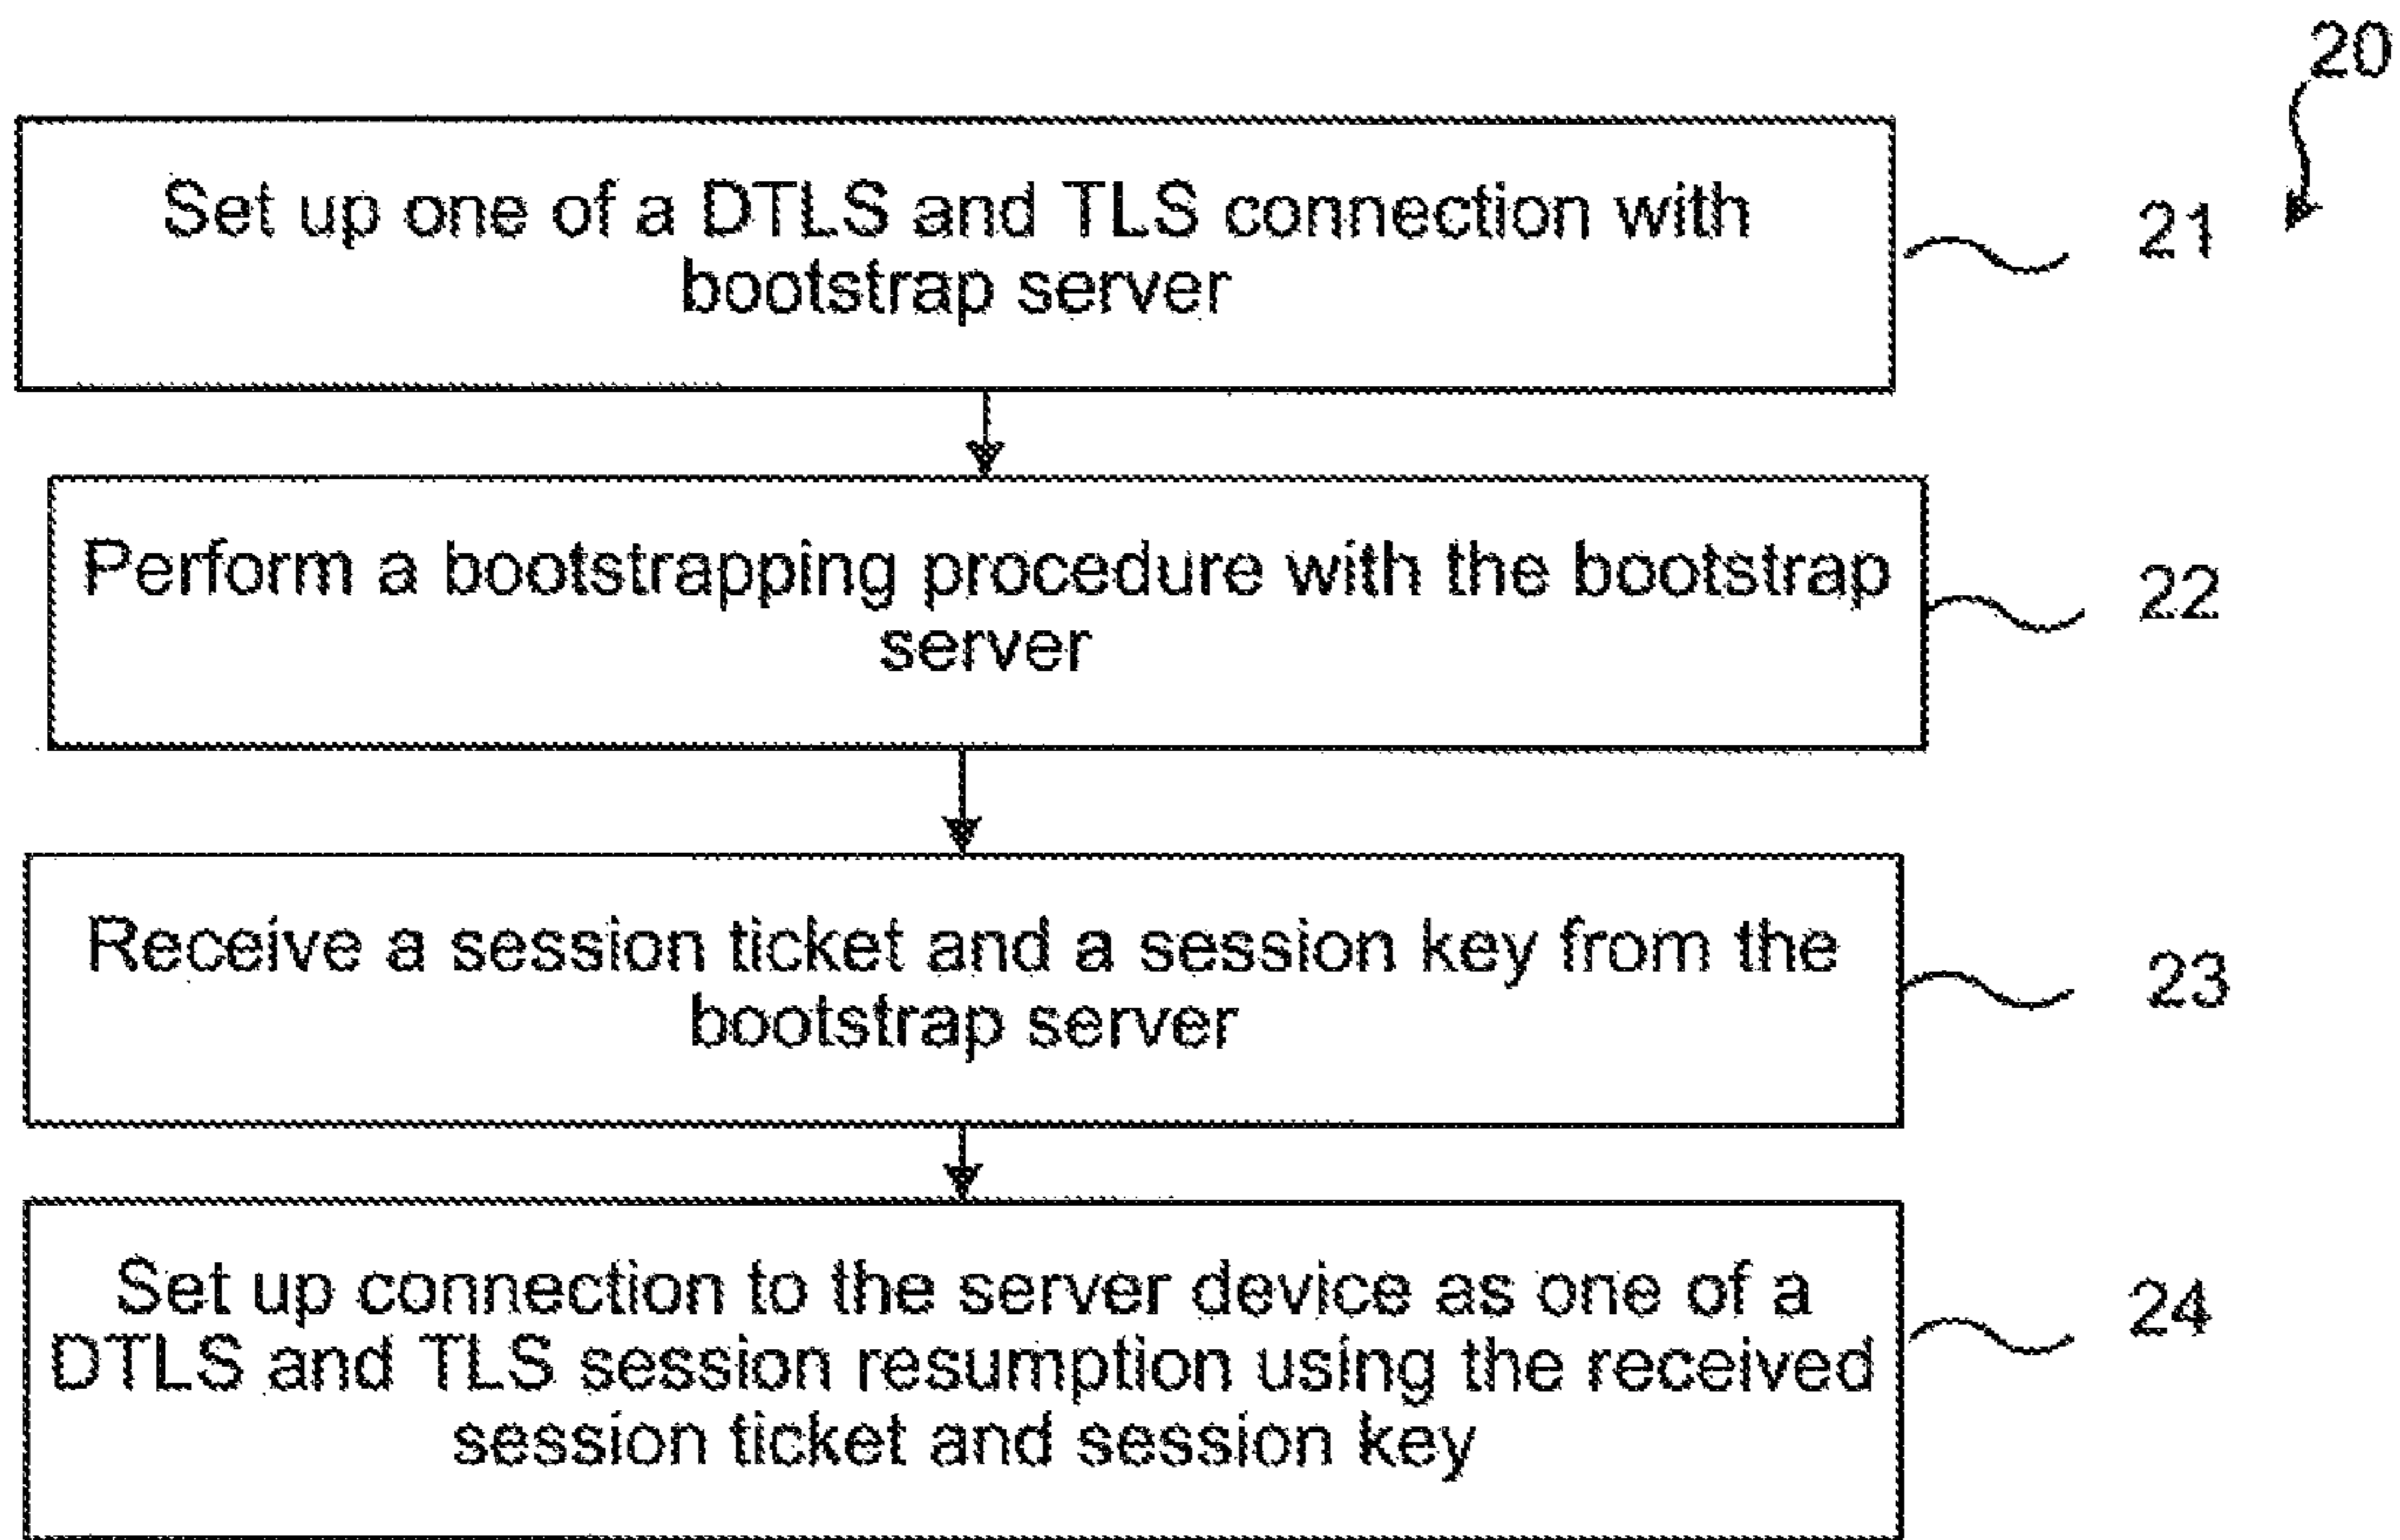 20
Set up one of a DTLS and TLS connection with
bootstrap server
21
Perform a bootstrapping procedure with the bootstrap
server
22
Receive a session ticket and a session key from the
bootstrap server
23
Set up connection to the server device as one of a
DTLS and TLS session resumption using the received
session ticket and session key
24